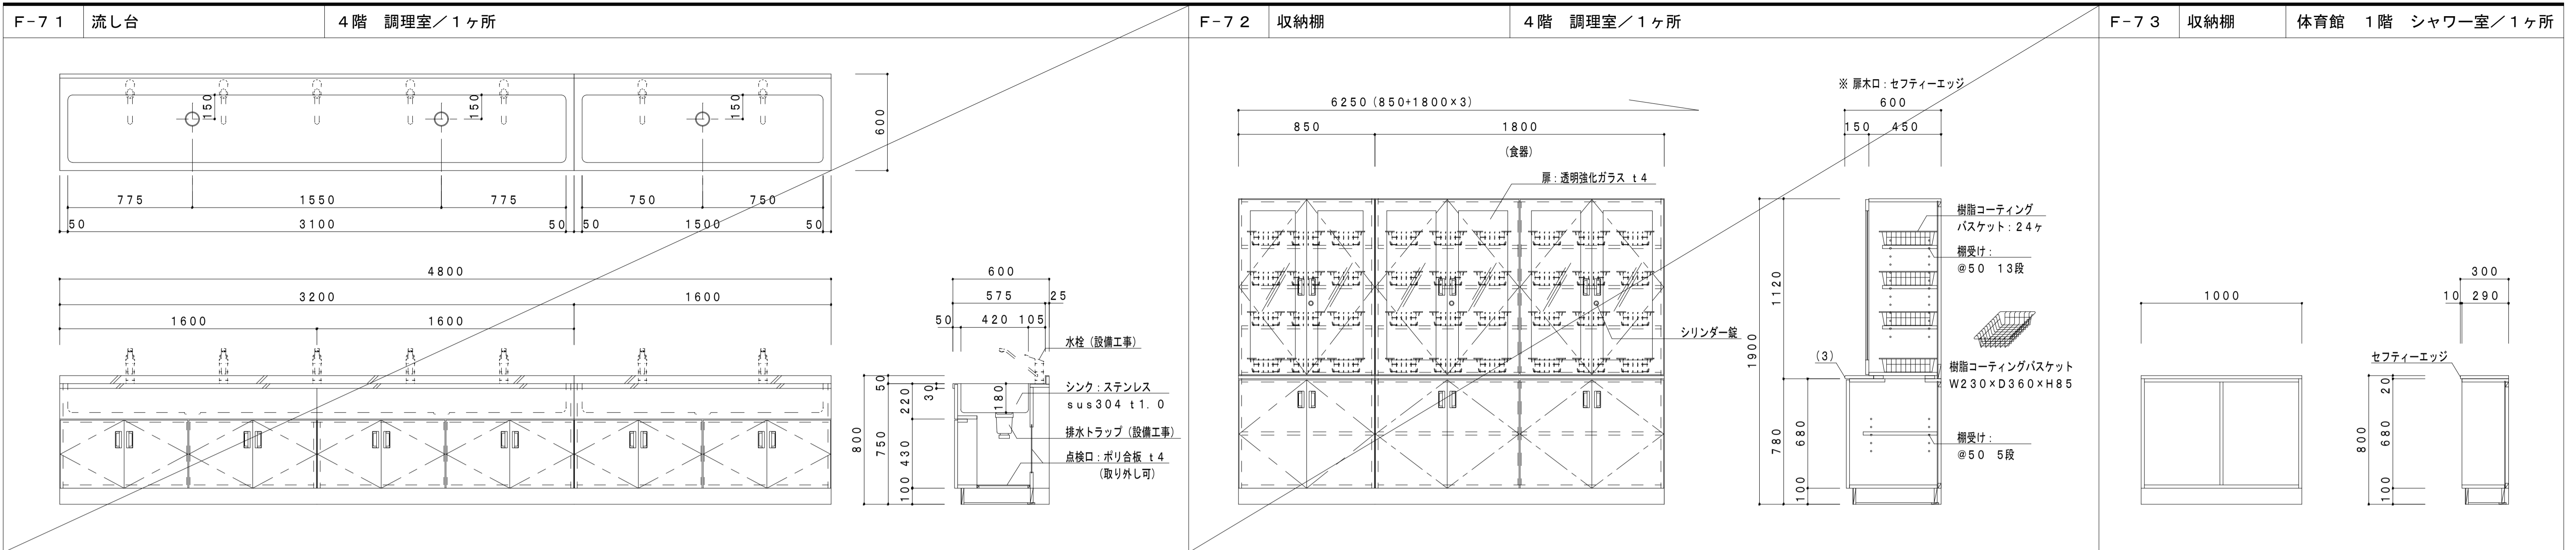 F-71 流し台 4階 調理室/1ヶ所
150 150 150
600
775 1550 775 750 750
50 3100 50 50 1500 50
4800
3200 1600
1600 1600
600
575 25
50 420 105
水栓（設備工事）
シンク：ステンレス
sus304 t1.0
排水トラップ（設備工事）
点検口：ポリ合板 t4
（取り外し可）
800
50
750
220
430
100
30
180
F-72 収納棚 4階 調理室/1ヶ所
6250(850+1800×3)
850 1800
(食器)
扉：透明強化ガラス t4
シリンダー錠
※ 扉木口：セフティーエッジ
600
150 450
樹脂コーティング
バスケット：24ヶ
棚受け：
@50 13段
樹脂コーティングバスケット
W230×D360×H85
棚受け：
@50 5段
(3)
1900
1120
780
680
100
F-73 収納棚 体育館 1階 シャワー室/1ヶ所
1000
300
10 290
セフティーエッジ
800
20
680
100